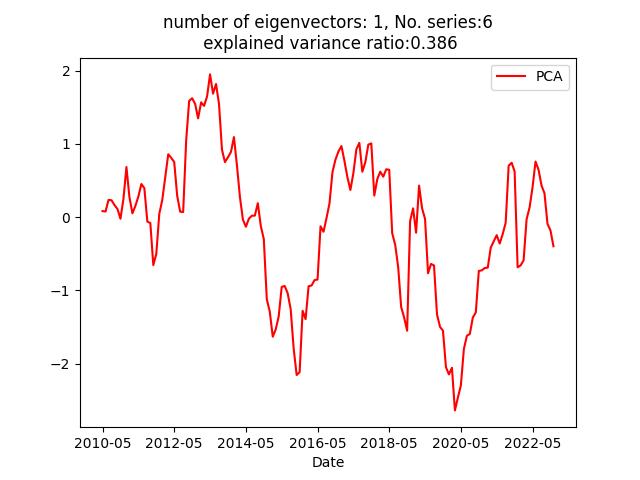 number of eigenvectors: 1, No. series:6
explained variance ratio:0.386
PCA
2
1
0
−1
−2
2010-05 2012-05 2014-05 2016-05 2018-05 2020-05 2022-05
Date